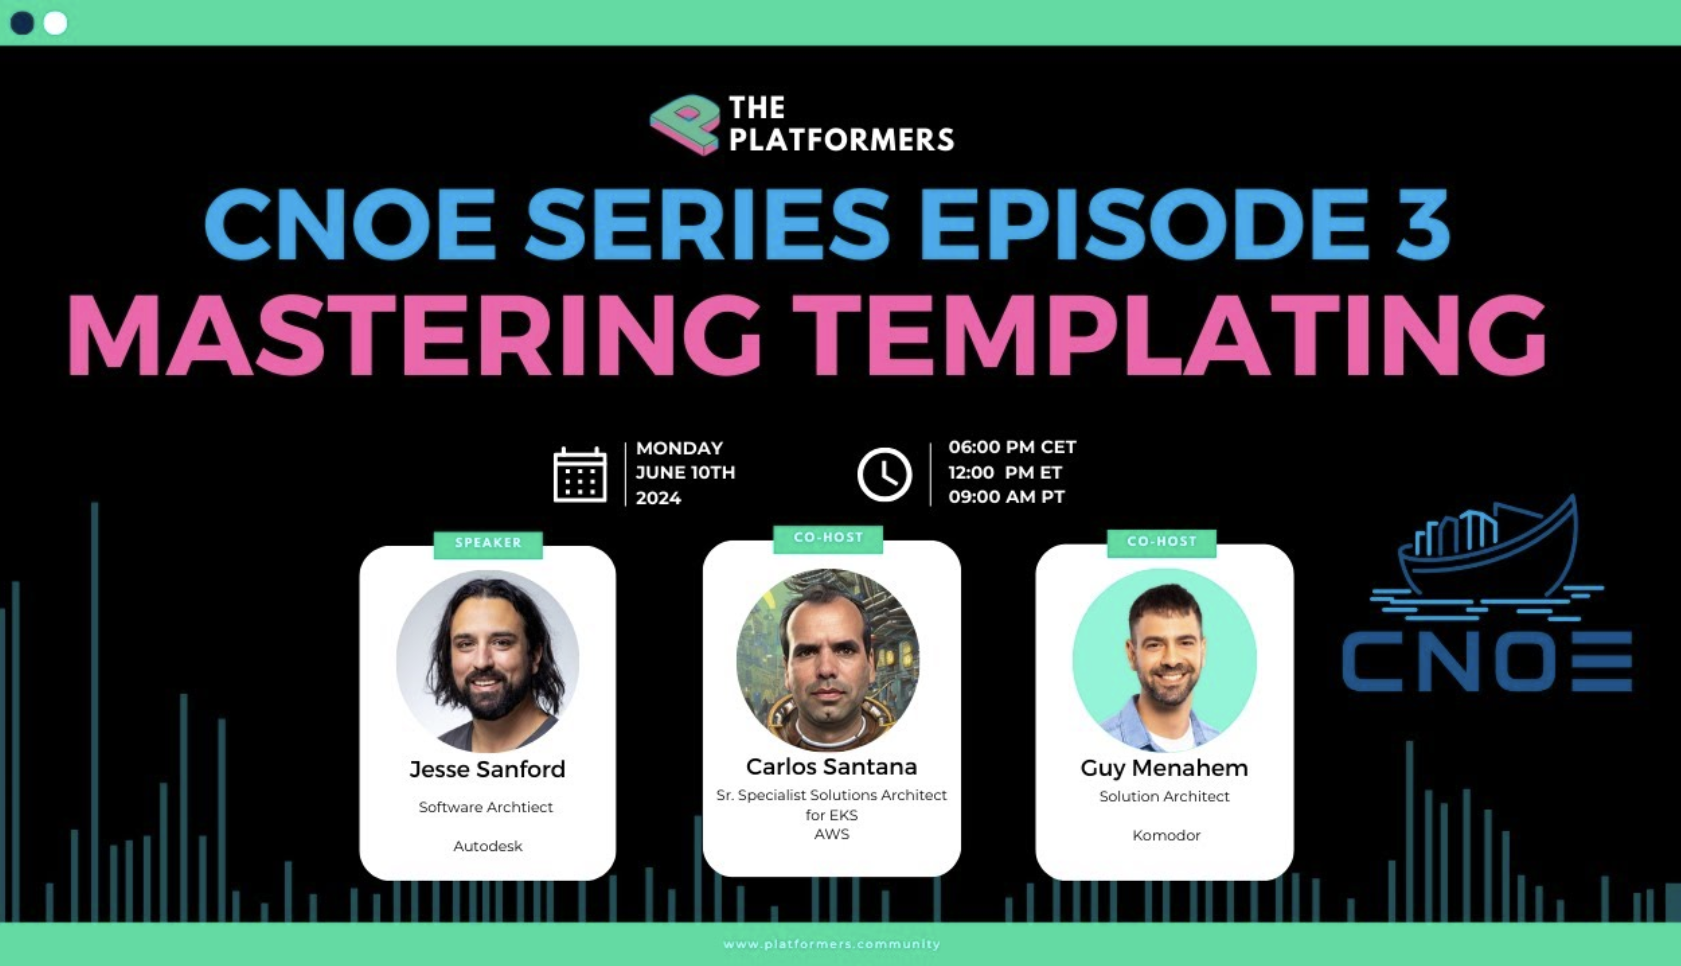 THE
PLATFORMERS
CNOE SERIES EPISODE 3
MASTERING TEMPLATING
MONDAY
JUNE 10TH
2024
06:00 PM CET
12:00 PM ET
09:00 AM PT
SPEAKER
Jesse Sanford
Software Archtiect
Autodesk
CO-HOST
Carlos Santana
Sr. Specialist Solutions Architect
for EKS
AWS
CO-HOST
Guy Menahem
Solution Architect
Komodor
CNOE
www.platformers.community